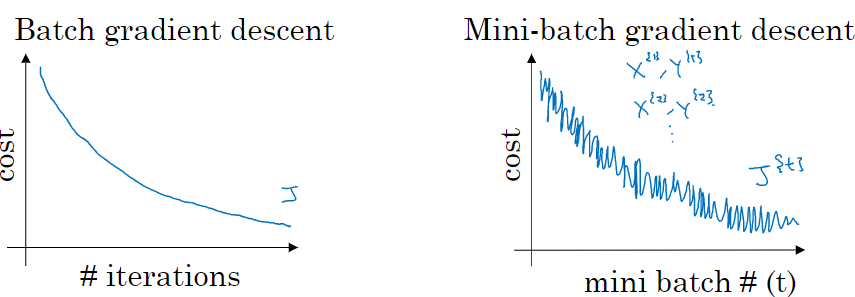 Batch gradient descent
cost
J
# iterations
Mini-batch gradient descent
X^{1}, Y^{1}
X^{2}, Y^{2}
⋮
cost
J^{t}
mini batch # (t)